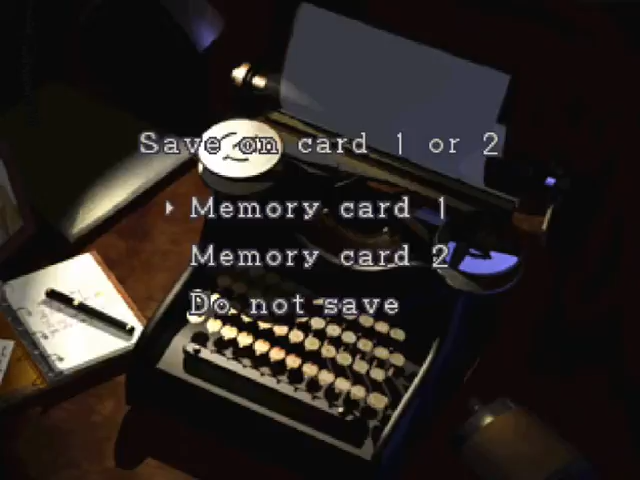 Save on card 1 or 2
Memory card 1
Memory card 2
Do not save